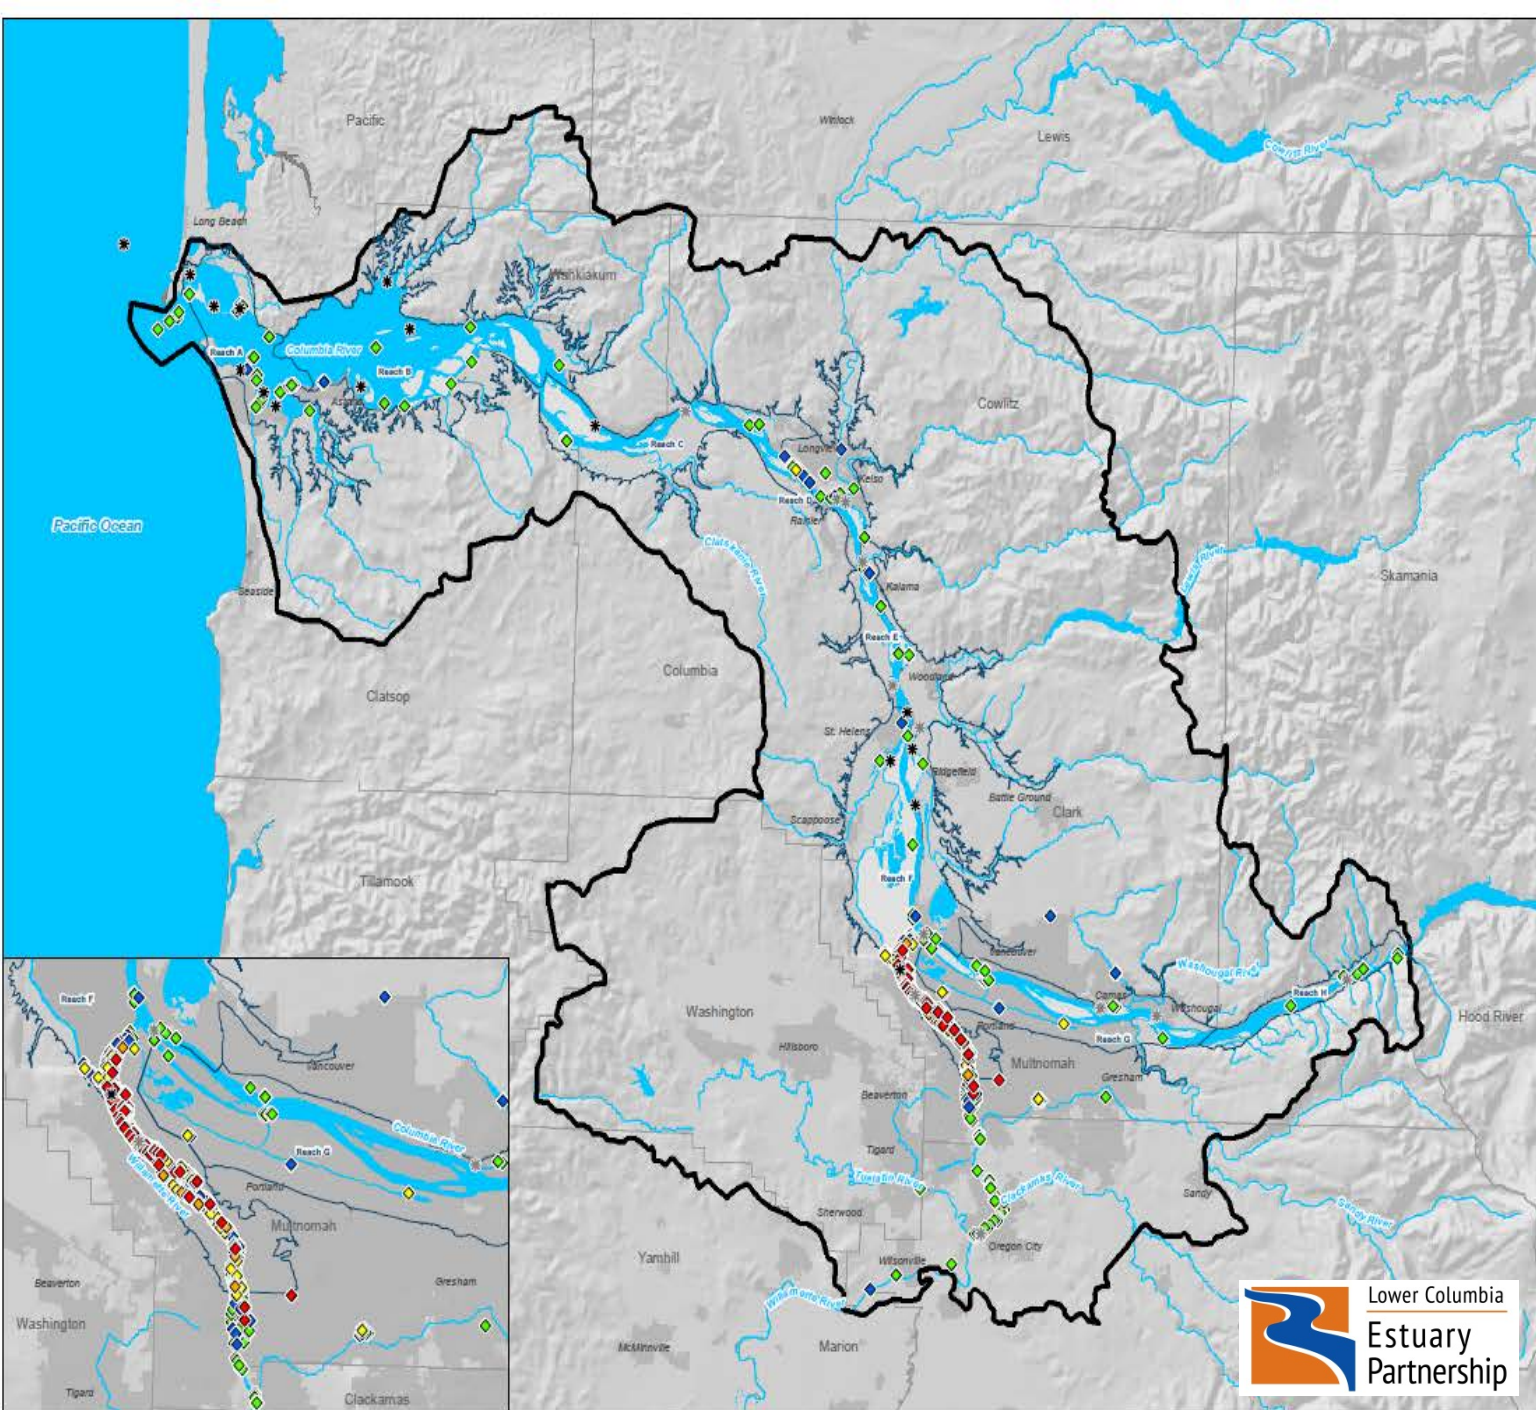 Pacific
Winlock
Lewis
Cowlitz River
Long Beach
Wahkiakum
Reach A
Columbia River
Reach B
Astoria
Reach C
Cowlitz
Longview
Kelso
Reach D
Rainier
Pacific Ocean
Clatskanie River
Lewis River
Skamania
Seaside
Kalama
Reach E
Columbia
Woodland
Clatsop
St. Helens
Ridgefield
Battle Ground
Clark
Scappoose
Tillamook
Reach F
Vancouver
Washougal River
Camas
Washougal
Reach H
Hood River
Washington
Portland
Reach G
Hillsboro
Multnomah
Gresham
Beaverton
Tigard
Tualatin River
Clackamas River
Sandy
Sandy River
Sherwood
Oregon City
Yamhill
Wilsonville
Willamette River
McMinnville
Marion
Reach F
Vancouver
Columbia River
Reach G
Willamette River
Portland
Multnomah
Beaverton
Gresham
Washington
Tigard
Clackamas
Lower Columbia
Estuary
Partnership